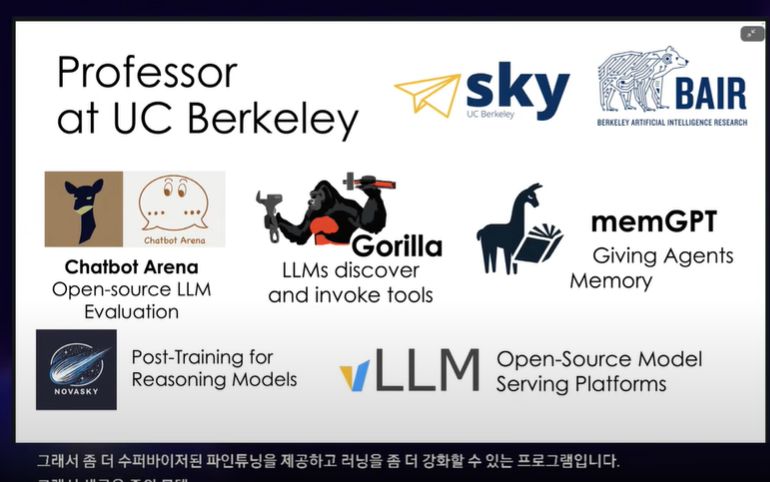 Professor
at UC Berkeley
sky
UC Berkeley
BAIR
BERKELEY ARTIFICIAL INTELLIGENCE RESEARCH
Chatbot Arena
Chatbot Arena
Open-source LLM
Evaluation
Gorilla
LLMs discover
and invoke tools
memGPT
Giving Agents
Memory
NOVASKY
Post-Training for
Reasoning Models
vLLM
Open-Source Model
Serving Platforms
그래서 좀 더 수퍼바이저된 파인튜닝을 제공하고 러닝을 좀 더 강화할 수 있는 프로그램입니다.